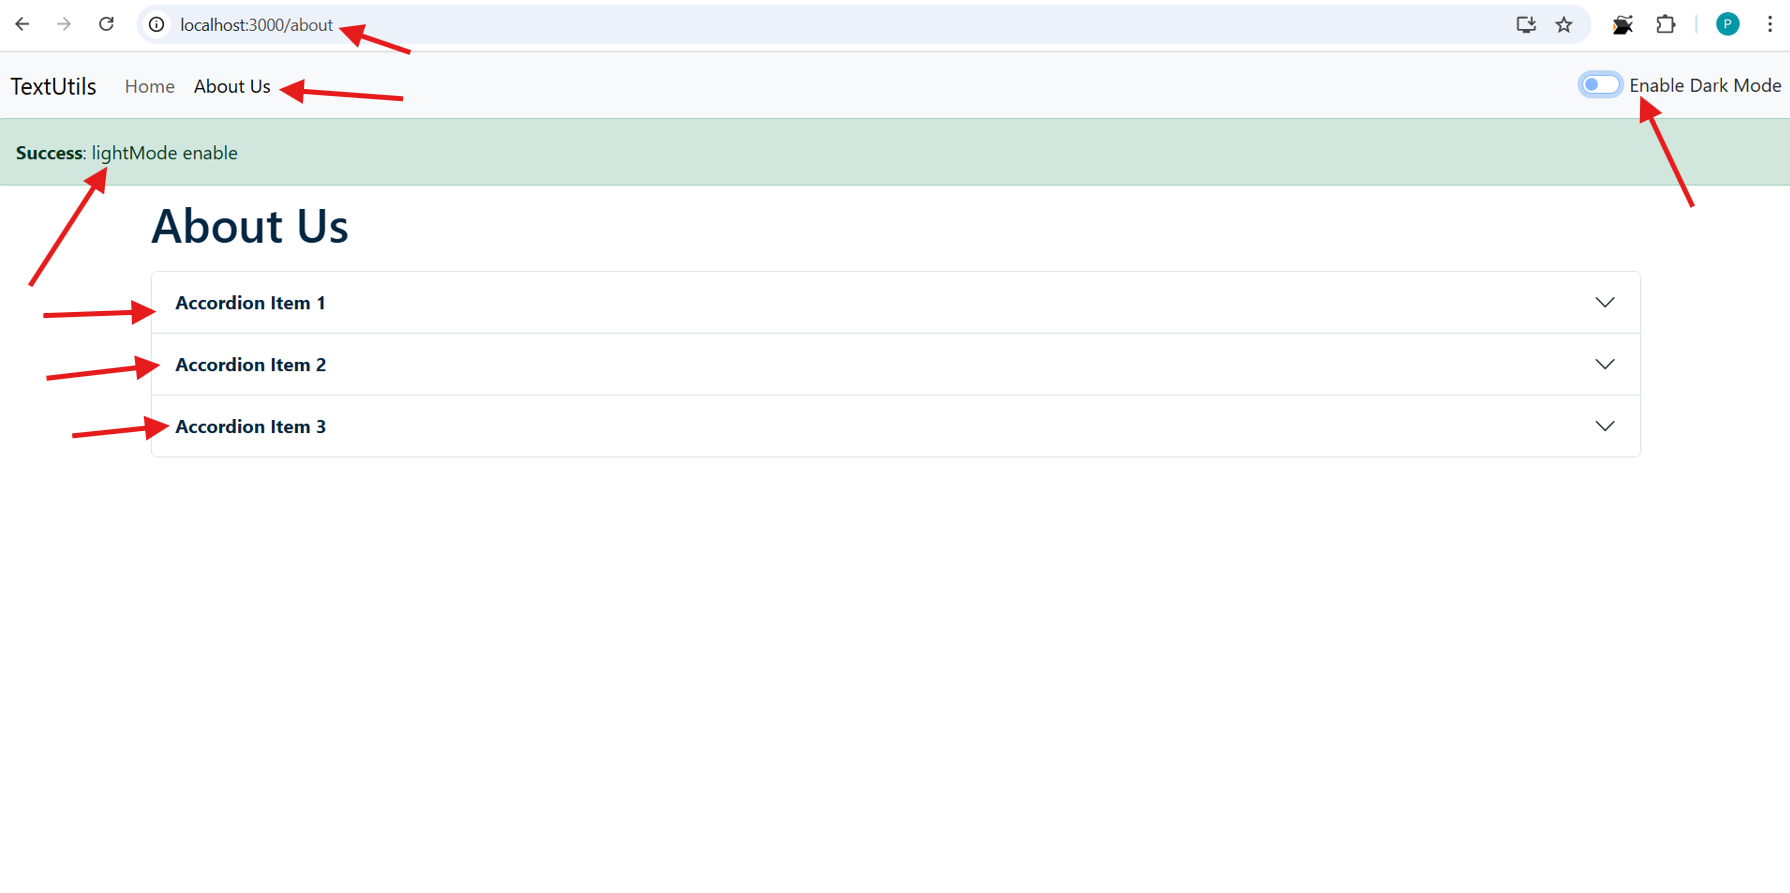 localhost:3000/about
P
TextUtils Home About Us Enable Dark Mode
Success: lightMode enable
About Us
Accordion Item 1
Accordion Item 2
Accordion Item 3